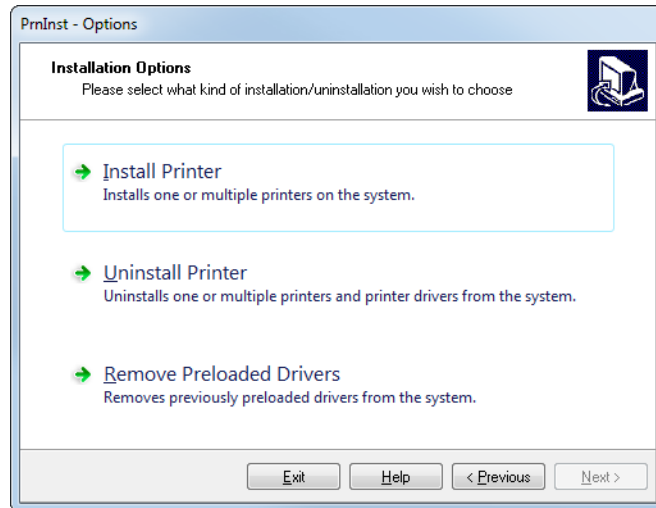 PrnInst - Options
Installation Options
Please select what kind of installation/uninstallation you wish to choose
Install Printer
Installs one or multiple printers on the system.
Uninstall Printer
Uninstalls one or multiple printers and printer drivers from the system.
Remove Preloaded Drivers
Removes previously preloaded drivers from the system.
Exit Help < Previous Next >